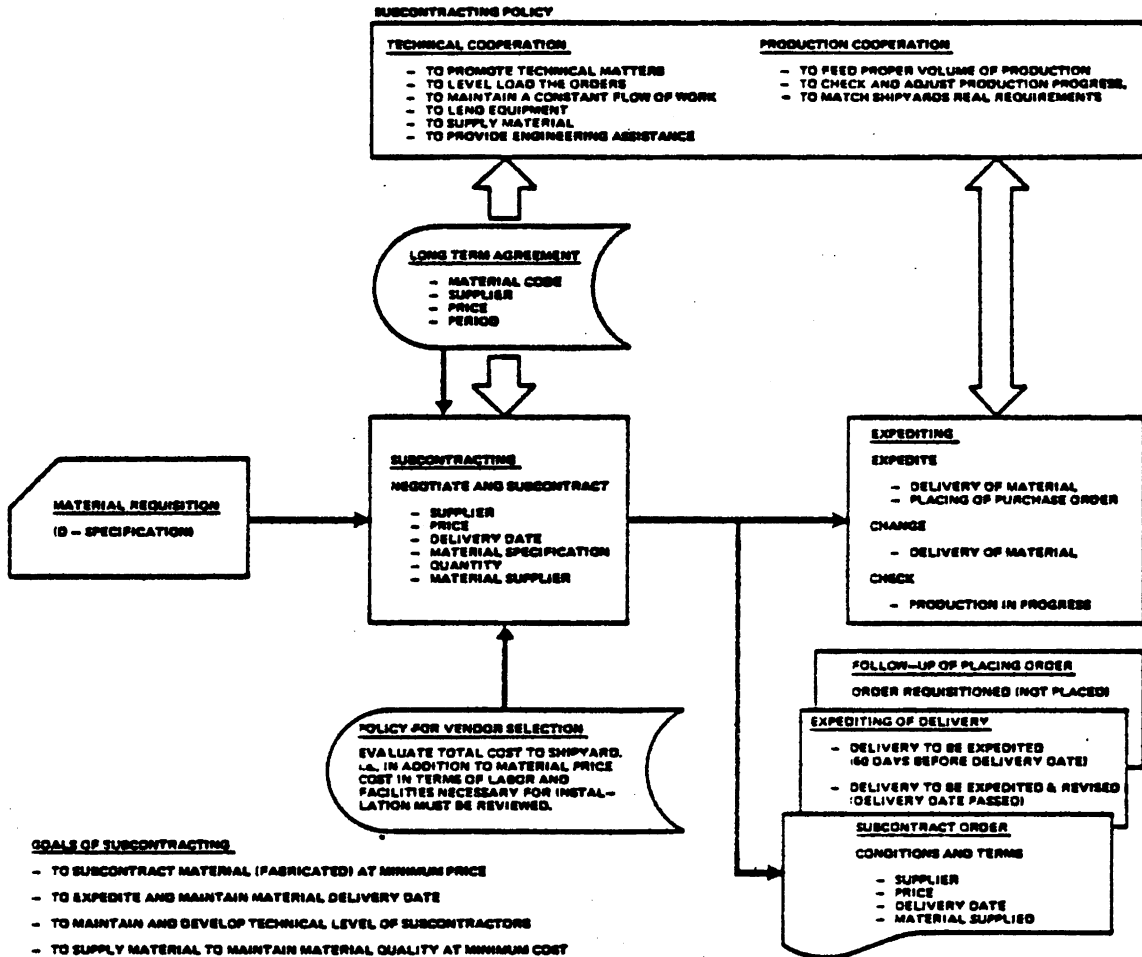 SUBCONTRACTING POLICY
TECHNICAL COOPERATION
- TO PROMOTE TECHNICAL MATTERS
- TO LEVEL LOAD THE ORDERS
- TO MAINTAIN A CONSTANT FLOW OF WORK
- TO LEND EQUIPMENT
- TO SUPPLY MATERIAL
- TO PROVIDE ENGINEERING ASSISTANCE
PRODUCTION COOPERATION
- TO FEED PROPER VOLUME OF PRODUCTION
- TO CHECK AND ADJUST PRODUCTION PROGRESS.
- TO MATCH SHIPYARDS REAL REQUIREMENTS
LONG TERM AGREEMENT
- MATERIAL CODE
- SUPPLIER
- PRICE
- PERIOD
MATERIAL REQUISITION
(D - SPECIFICATION)
SUBCONTRACTING
NEGOTIATE AND SUBCONTRACT
- SUPPLIER
- PRICE
- DELIVERY DATE
- MATERIAL SPECIFICATION
- QUANTITY
- MATERIAL SUPPLIER
EXPEDITING
EXPEDITE
- DELIVERY OF MATERIAL
- PLACING OF PURCHASE ORDER
CHANGE
- DELIVERY OF MATERIAL
CHECK
- PRODUCTION IN PROGRESS
POLICY FOR VENDOR SELECTION
EVALUATE TOTAL COST TO SHIPYARD.
i.e., IN ADDITION TO MATERIAL PRICE
COST IN TERMS OF LABOR AND
FACILITIES NECESSARY FOR INSTAL-
LATION MUST BE REVIEWED.
FOLLOW-UP OF PLACING ORDER
ORDER REQUISITIONED (NOT PLACED)
EXPEDITING OF DELIVERY
- DELIVERY TO BE EXPEDITED
(60 DAYS BEFORE DELIVERY DATE)
- DELIVERY TO BE EXPEDITED & REVISED
(DELIVERY DATE PASSED)
SUBCONTRACT ORDER
CONDITIONS AND TERMS
- SUPPLIER
- PRICE
- DELIVERY DATE
- MATERIAL SUPPLIED
GOALS OF SUBCONTRACTING
- TO SUBCONTRACT MATERIAL (FABRICATED) AT MINIMUM PRICE
- TO EXPEDITE AND MAINTAIN MATERIAL DELIVERY DATE
- TO MAINTAIN AND DEVELOP TECHNICAL LEVEL OF SUBCONTRACTORS
- TO SUPPLY MATERIAL TO MAINTAIN MATERIAL QUALITY AT MINIMUM COST